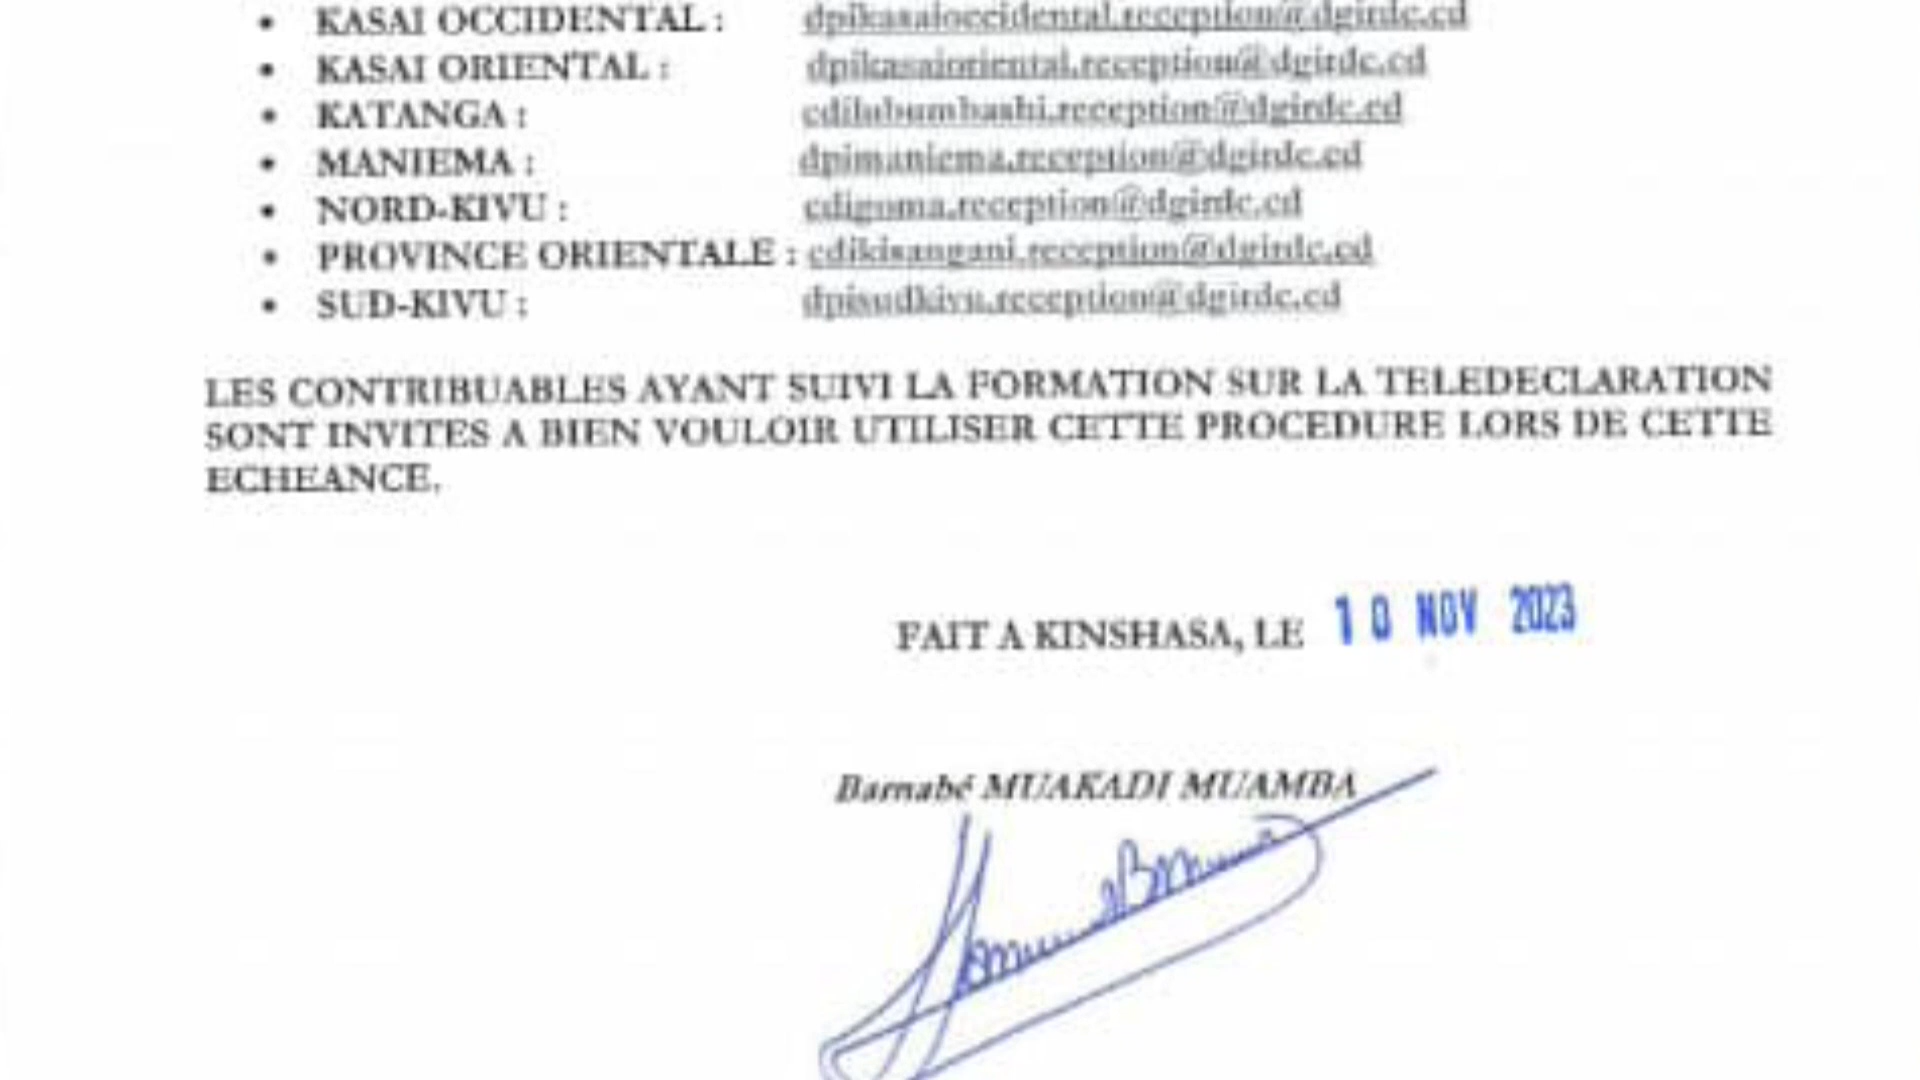 • KASAI OCCIDENTAL : dpikasaioccidental.reception@dgirdc.cd
• KASAI ORIENTAL : dpikasaioriental.reception@dgirdc.cd
• KATANGA : cdilubumbashi.reception@dgirdc.cd
• MANIEMA : dpimaniema.reception@dgirdc.cd
• NORD-KIVU : cdigoma.reception@dgirdc.cd
• PROVINCE ORIENTALE : cdikisangani.reception@dgirdc.cd
• SUD-KIVU : dpisudkivu.reception@dgirdc.cd
LES CONTRIBUABLES AYANT SUIVI LA FORMATION SUR LA TELEDECLARATION
SONT INVITES A BIEN VOULOIR UTILISER CETTE PROCEDURE LORS DE CETTE
ECHEANCE.
FAIT A KINSHASA, LE 10 NOV 2023
Barnabé MUAKADI MUAMBA